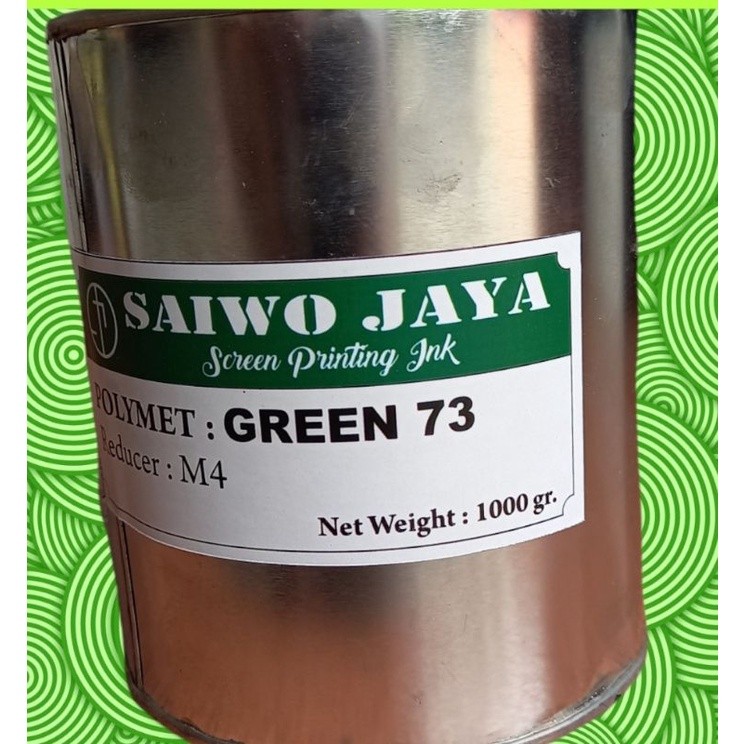 SAIWO JAYA
Screen Printing Ink
POLYMET : GREEN 73
Reducer : M4
Net Weight : 1000 gr.